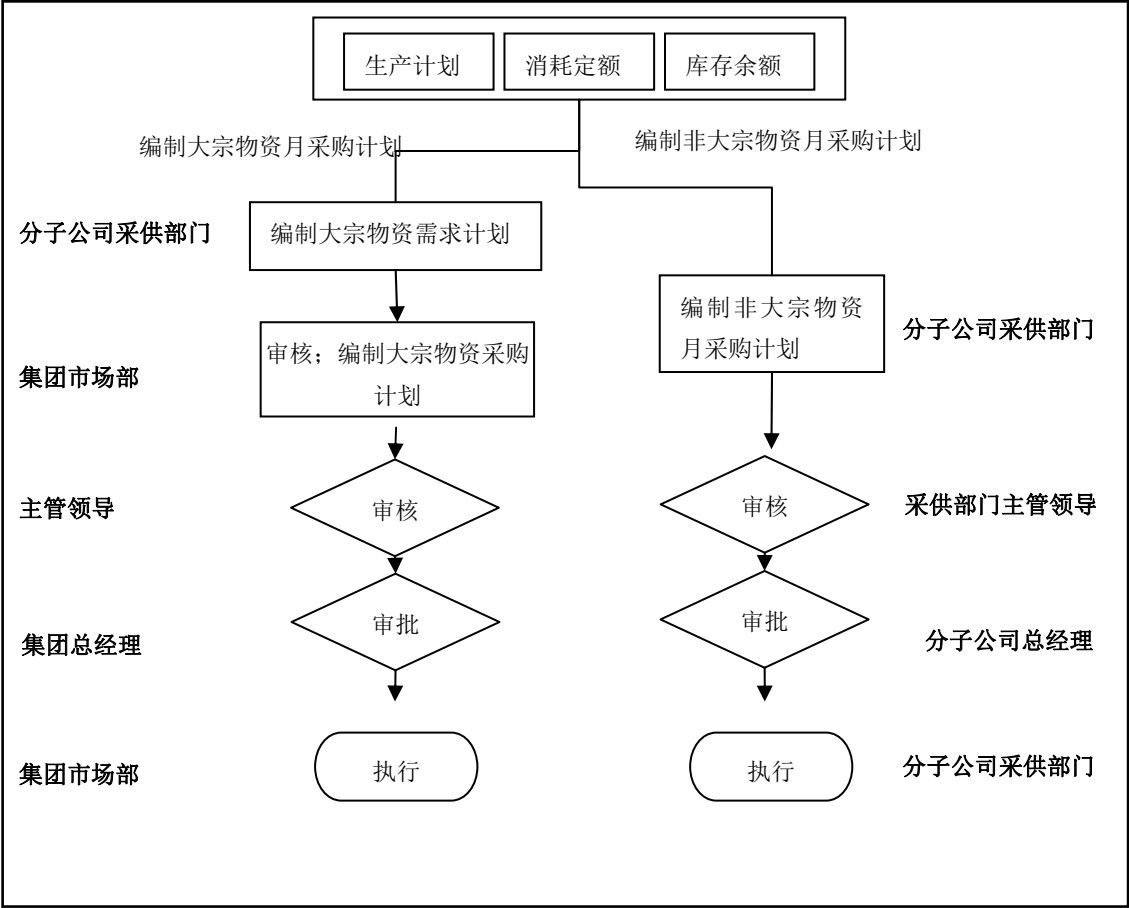 生产计划
消耗定额
库存余额
编制大宗物资月采购计划
编制非大宗物资月采购计划
分子公司采供部门
编制大宗物资需求计划
编制非大宗物资
月采购计划
分子公司采供部门
集团市场部
审核；编制大宗物资采购
计划
主管领导
审核
审核
采供部门主管领导
集团总经理
审批
审批
分子公司总经理
集团市场部
执行
执行
分子公司采供部门